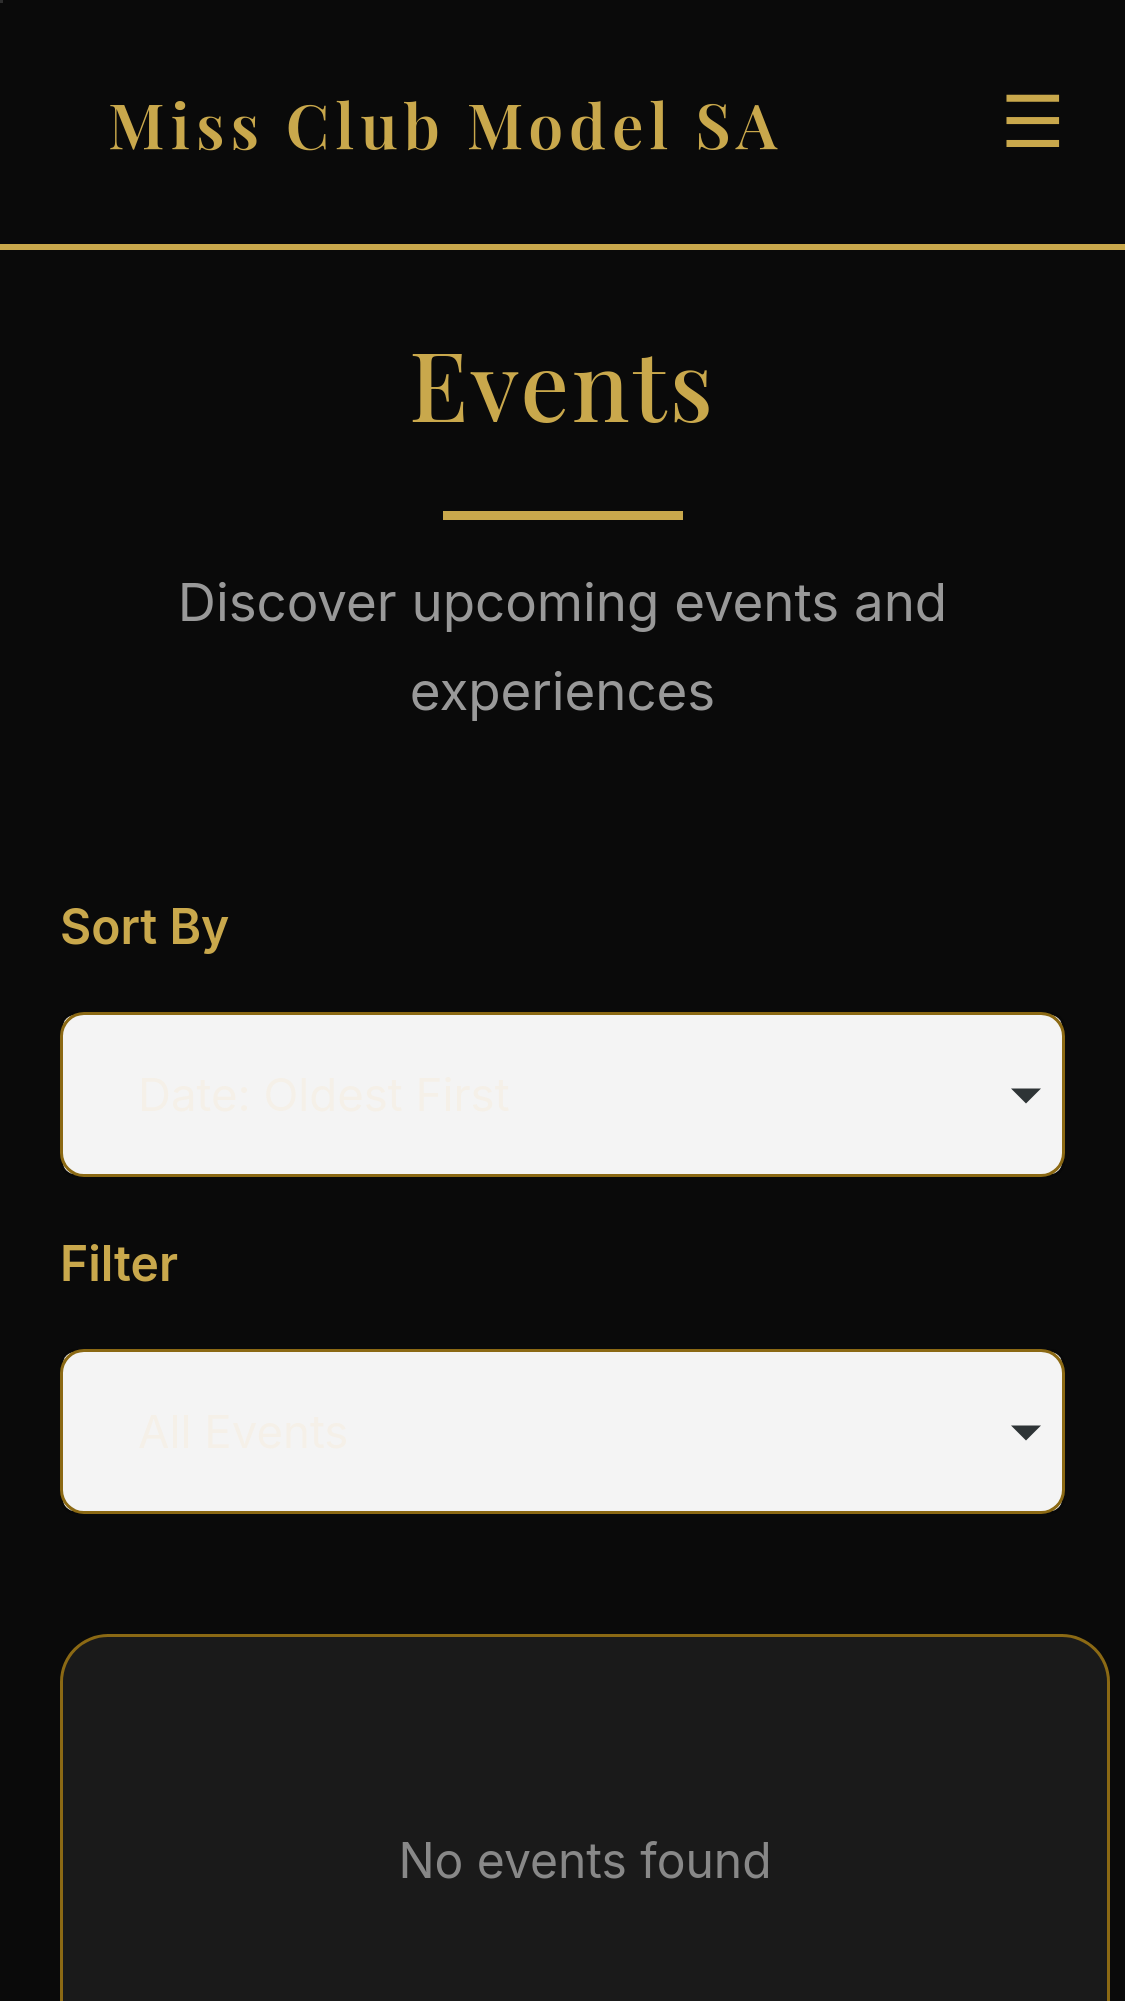 Miss Club Model SA
Events
Discover upcoming events and
experiences
Sort By
Date: Oldest First
Filter
All Events
No events found